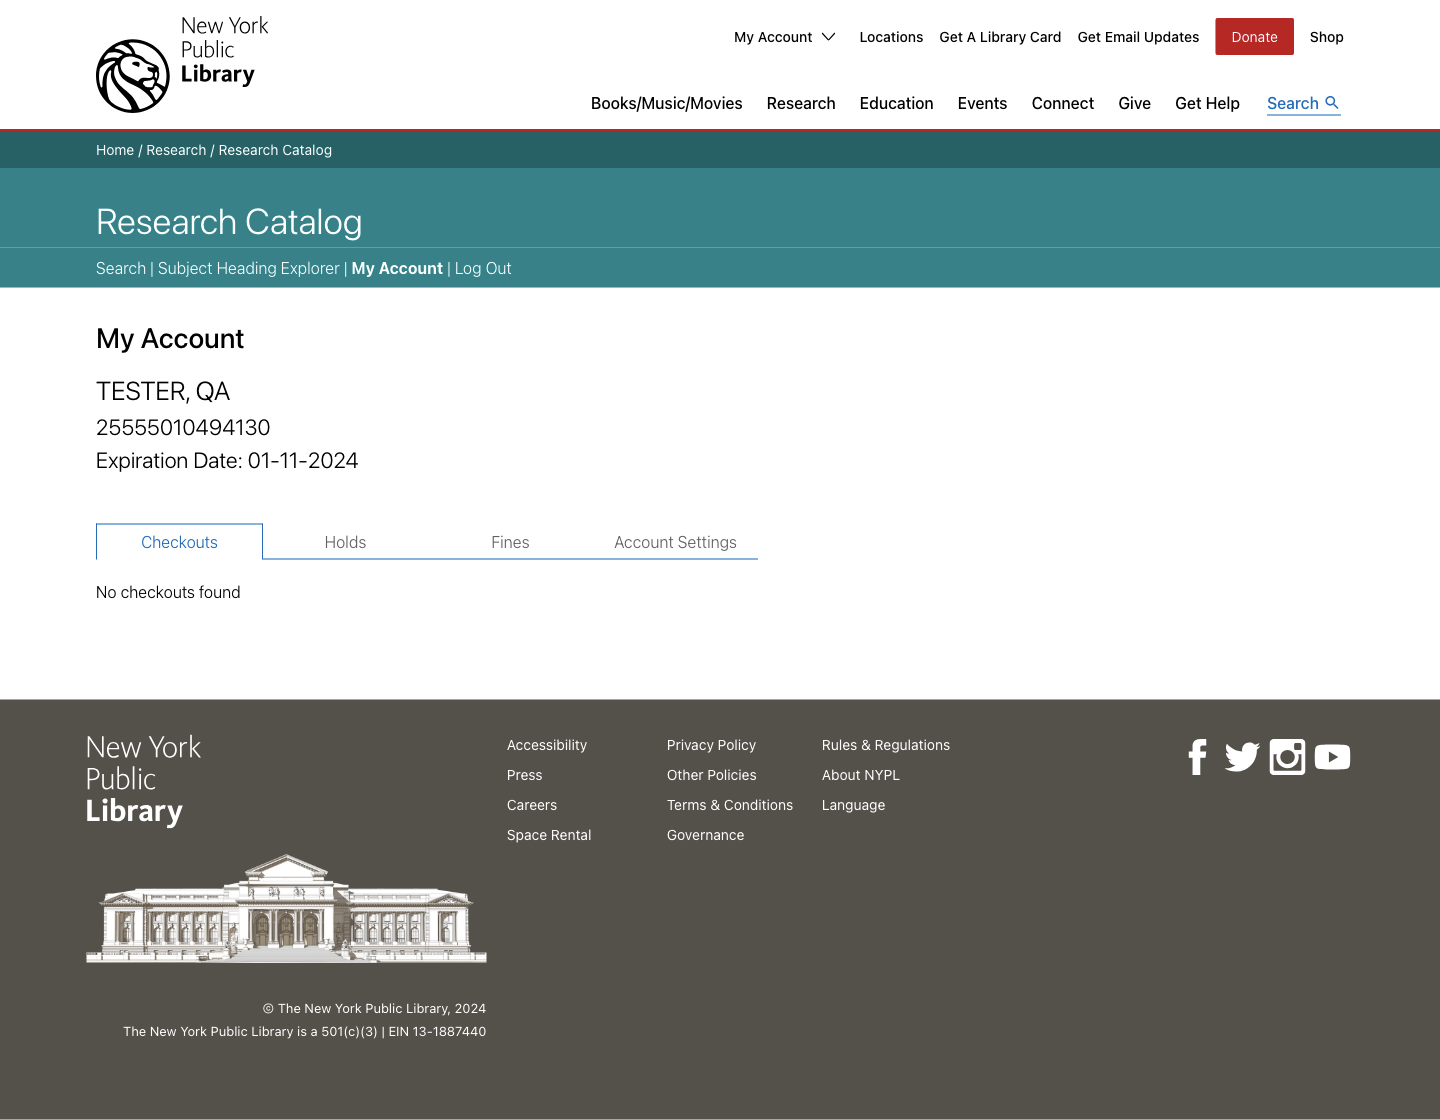 New York
Public
Library
My Account
Locations
Get A Library Card
Get Email Updates
Donate
Shop
Books/Music/Movies
Research
Education
Events
Connect
Give
Get Help
Search
Home / Research / Research Catalog
Research Catalog
Search | Subject Heading Explorer | My Account | Log Out
My Account
TESTER, QA
25555010494130
Expiration Date: 01-11-2024
Checkouts
Holds
Fines
Account Settings
No checkouts found
New York
Public
Library
Accessibility
Press
Careers
Space Rental
Privacy Policy
Other Policies
Terms & Conditions
Governance
Rules & Regulations
About NYPL
Language
© The New York Public Library, 2024
The New York Public Library is a 501(c)(3) | EIN 13-1887440